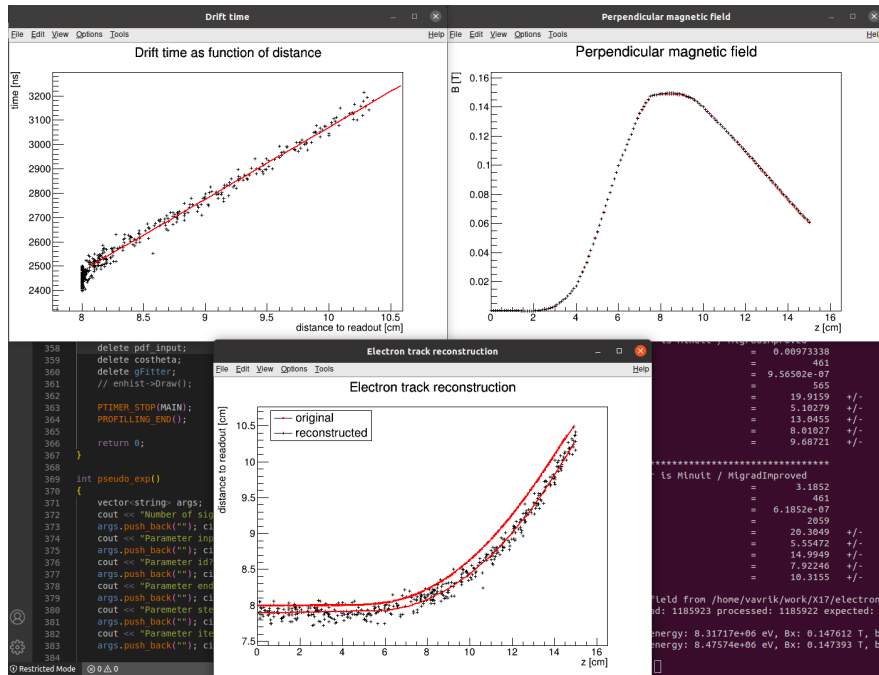 Drift time
File Edit View Options Tools Help
Drift time as function of distance
time [ns]
3200
3100
3000
2900
2800
2700
2600
2500
2400
8 8.5 9 9.5 10 10.5
distance to readout [cm]
Perpendicular magnetic field
File Edit View Options Tools
Perpendicular magnetic field
B [T]
0.16
0.14
0.12
0.1
0.08
0.06
0.04
0.02
0 2 4 6 8 10 12 14 16
z [cm]
358 delete pdf_input;
359 delete costheta;
360 delete gFitter;
361 // enhist->Draw();
362
363 PTIMER_STOP(MAIN);
364 PROFILLING_END();
365
366 return 0;
367 }
368
369 int pseudo_exp()
370 {
371 vector<string> args;
372 cout << "Number of sig
373 args.push_back(""); ci
374 cout << "Parameter inp
375 args.push_back(""); ci
376 cout << "Parameter id?
377 args.push_back(""); ci
378 cout << "Parameter end
379 args.push_back(""); ci
380 cout << "Paremeter ste
381 args.push_back(""); ci
382 cout << "Parameter ite
383 args.push_back(""); ci
384
Restricted Mode 0 0
Electron track reconstruction
File Edit View Options Tools Help
Electron track reconstruction
original
reconstructed
distance to readout [cm]
10.5
10
9.5
9
8.5
8
7.5
7
0 2 4 6 8 10 12 14 16
z [cm]
is Minuit / MigradImproved
= 0.00973338
= 461
= 9.56502e-07
= 565
= 19.9159 +/-
= 5.10279 +/-
= 13.0455 +/-
= 8.01027 +/-
= 9.68721 +/-
******************************
r is Minuit / MigradImproved
= 3.1852
= 461
= 6.1852e-07
= 2059
= 20.3049 +/-
= 5.55472 +/-
= 14.9949 +/-
= 7.92246 +/-
= 10.3155 +/-
field from /home/vavrik/work/X17/electron
ad: 1185923 processed: 1185922 expected:
energy: 8.31717e+06 eV, Bx: 0.147612 T, b
energy: 8.47574e+06 eV, Bx: 0.147393 T, b